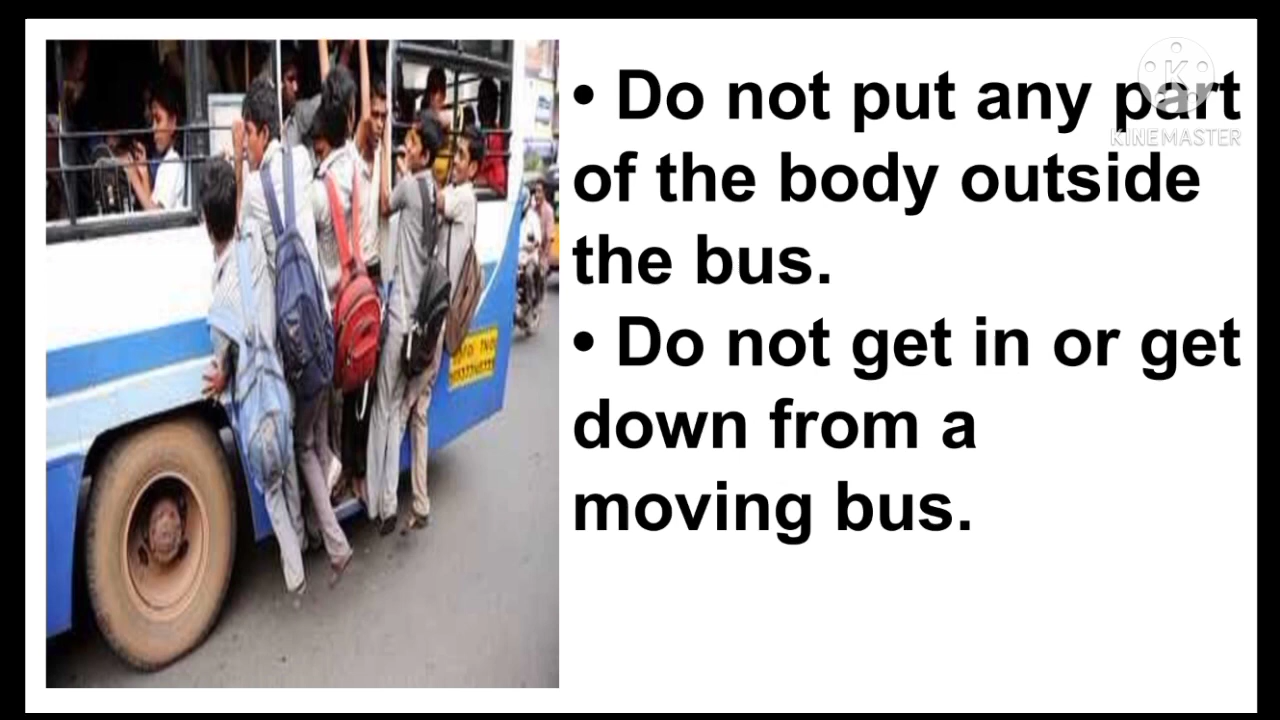 • Do not put any part
of the body outside
the bus.
• Do not get in or get
down from a
moving bus.
KINEMASTER